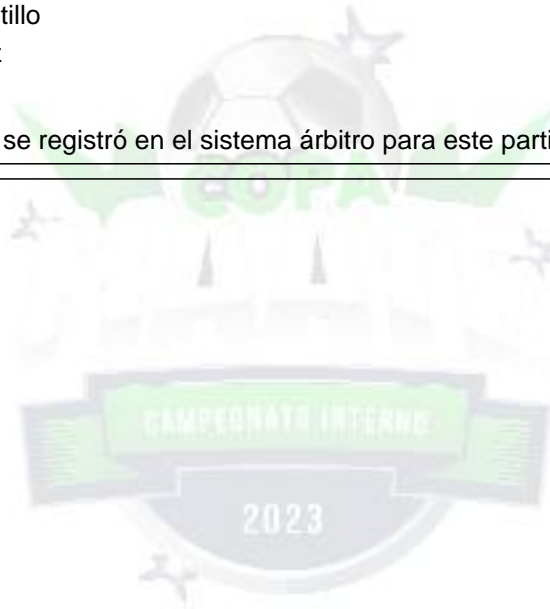 tillo
se registró en el sistema árbitro para este parti
COPA
CAMPEONATO INTERNO
2023